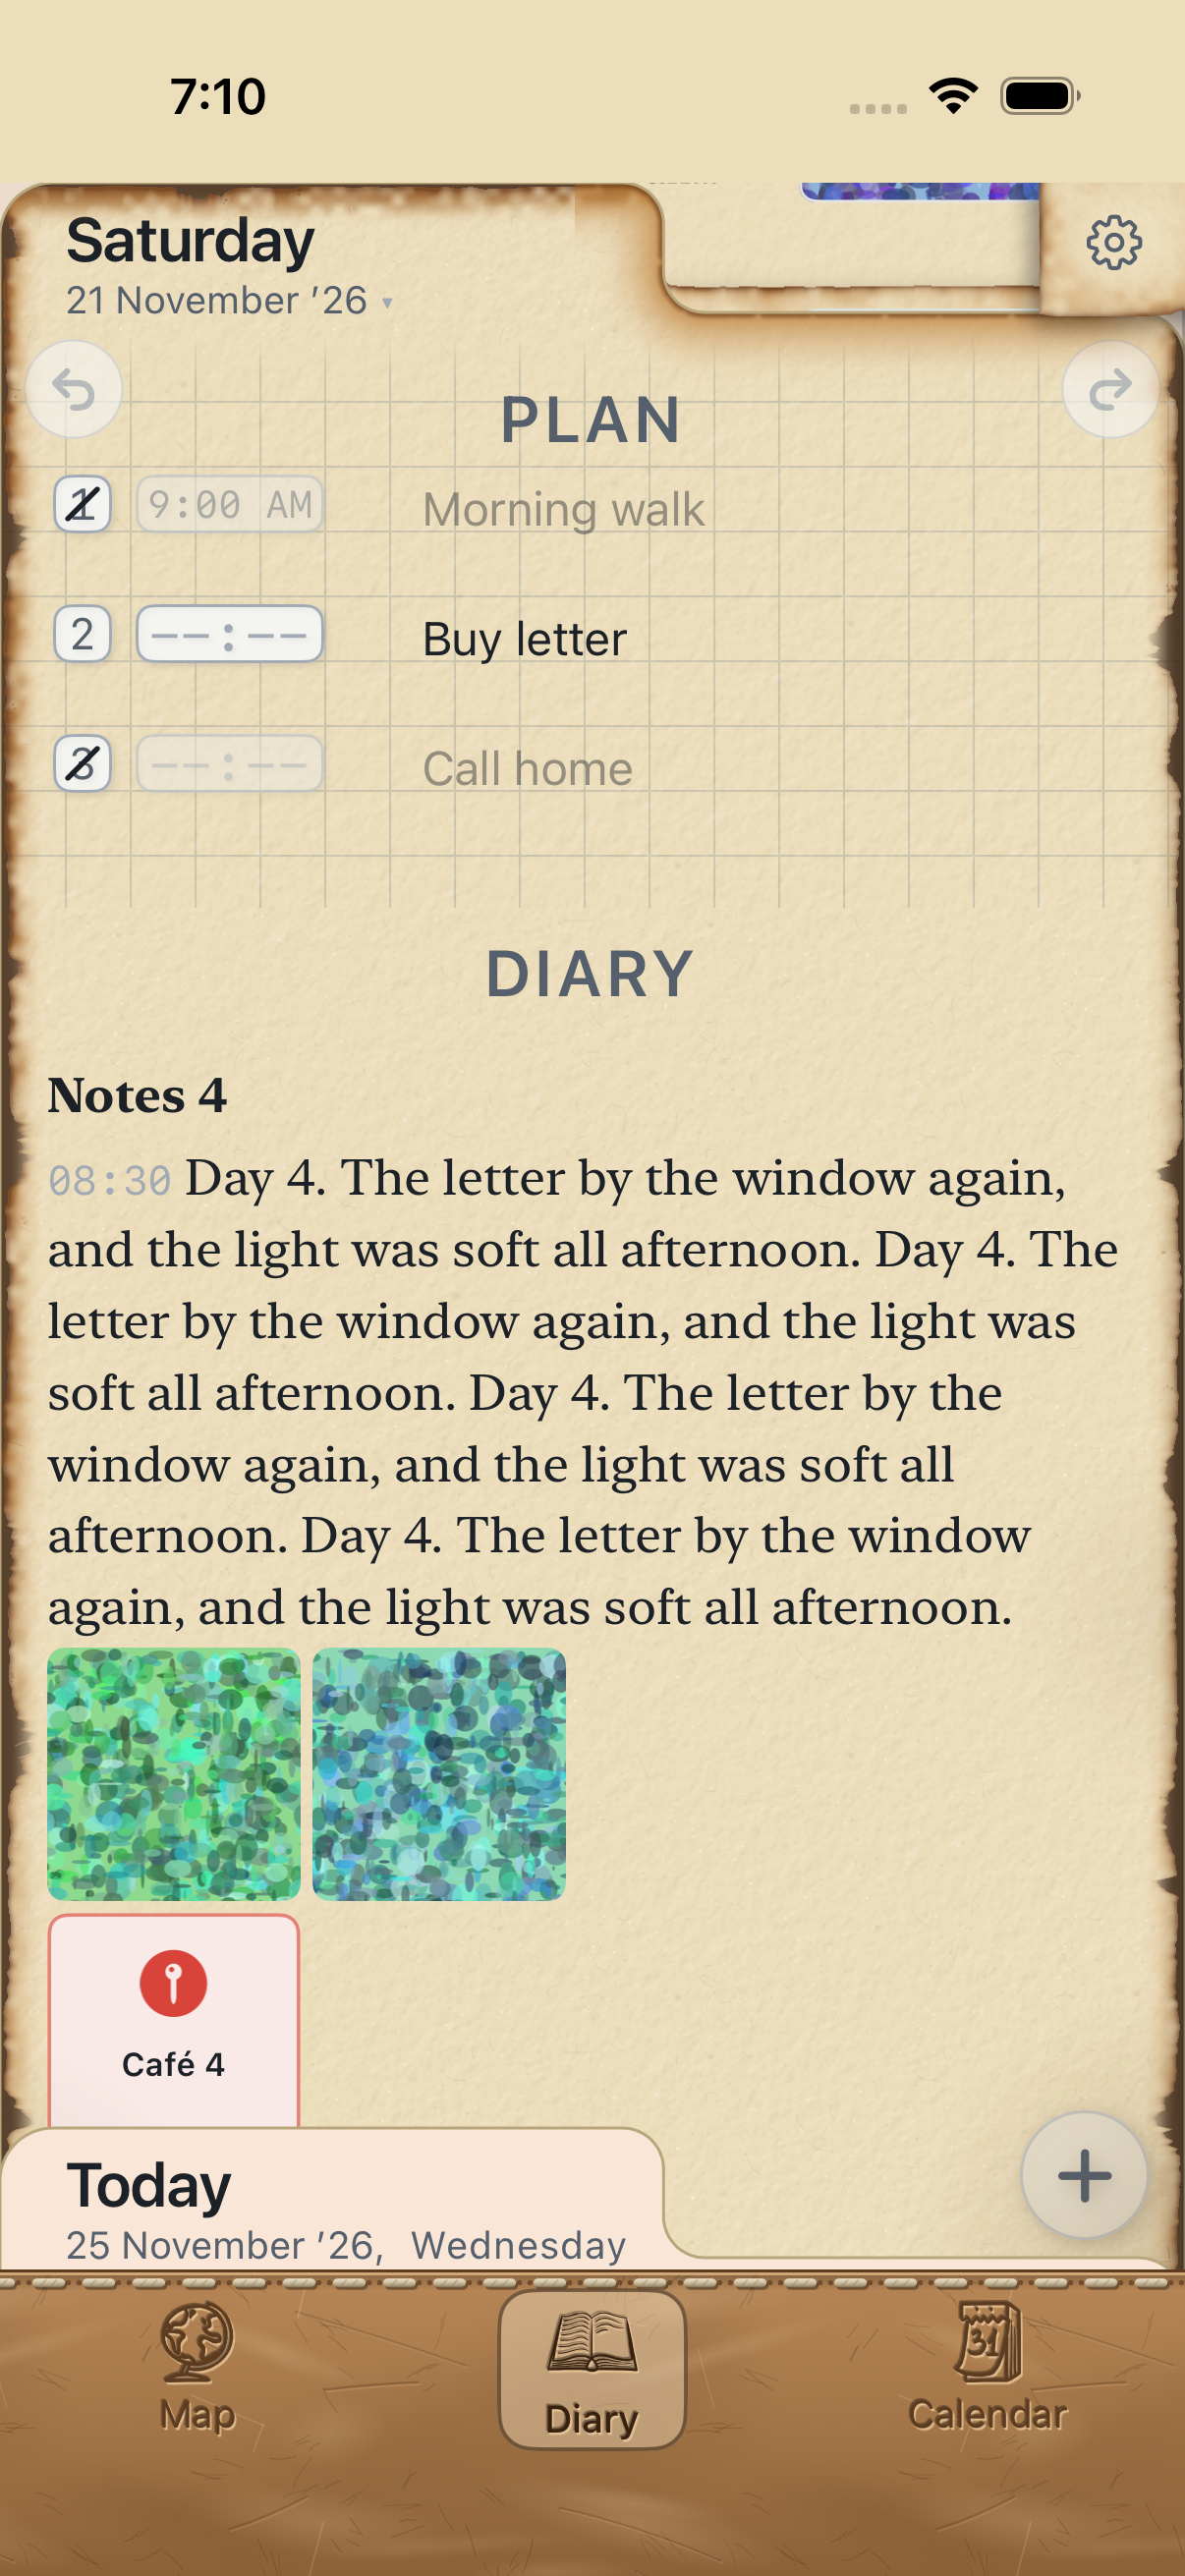 7:10
Saturday
21 November ’26 ▾
PLAN
1 9:00 AM Morning walk
2 --:-- Buy letter
3 --:-- Call home
DIARY
Notes 4
08:30 Day 4. The letter by the window again,
and the light was soft all afternoon. Day 4. The
letter by the window again, and the light was
soft all afternoon. Day 4. The letter by the
window again, and the light was soft all
afternoon. Day 4. The letter by the window
again, and the light was soft all afternoon.
Café 4
Today
25 November ’26, Wednesday
31
Map
Diary
Calendar